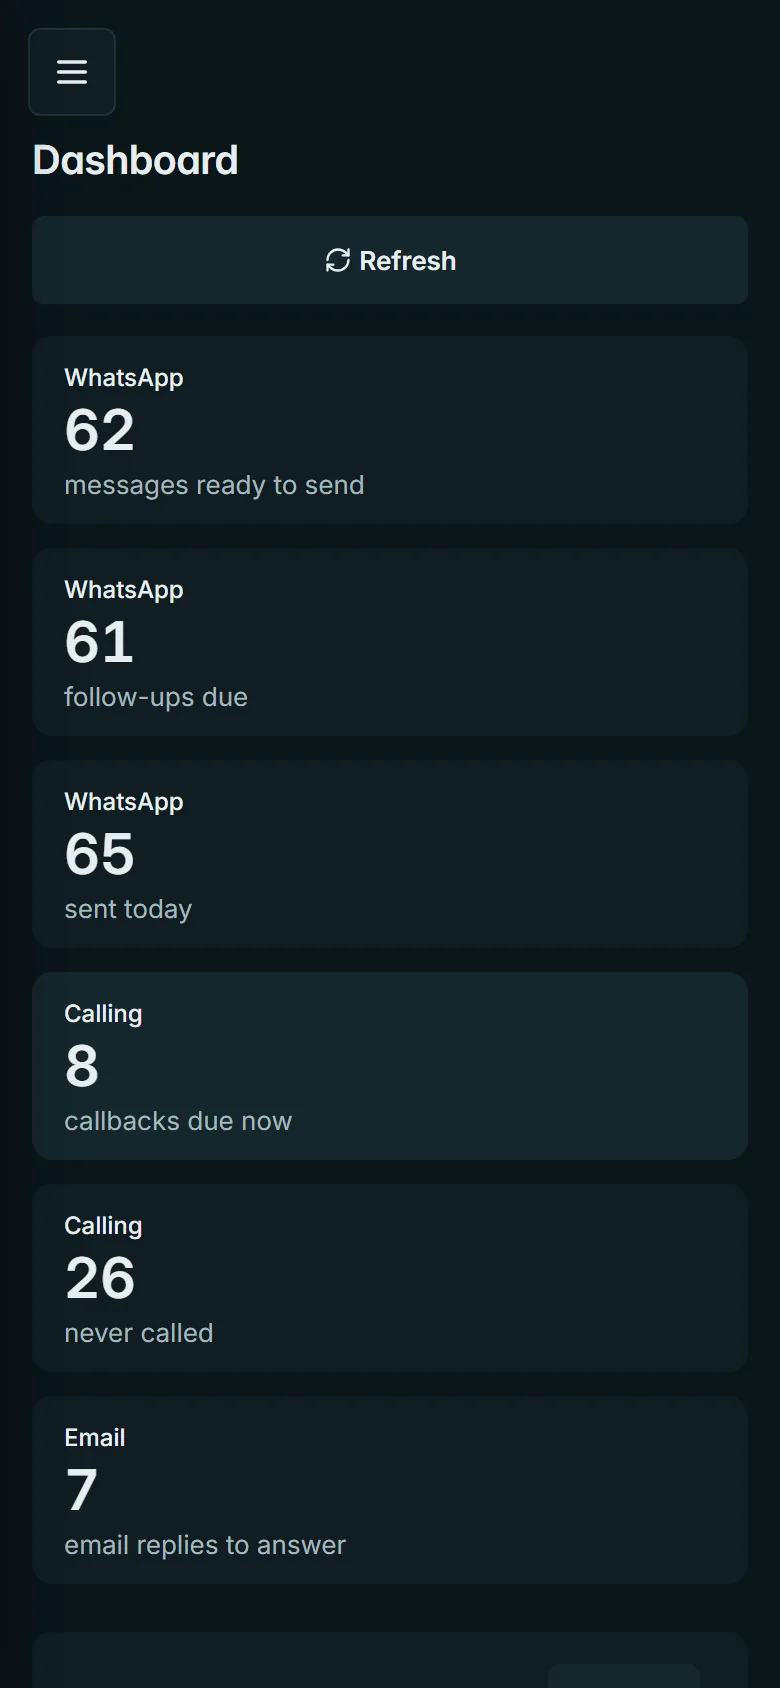 Dashboard
Refresh
WhatsApp
62
messages ready to send
WhatsApp
61
follow-ups due
WhatsApp
65
sent today
Calling
8
callbacks due now
Calling
26
never called
Email
7
email replies to answer